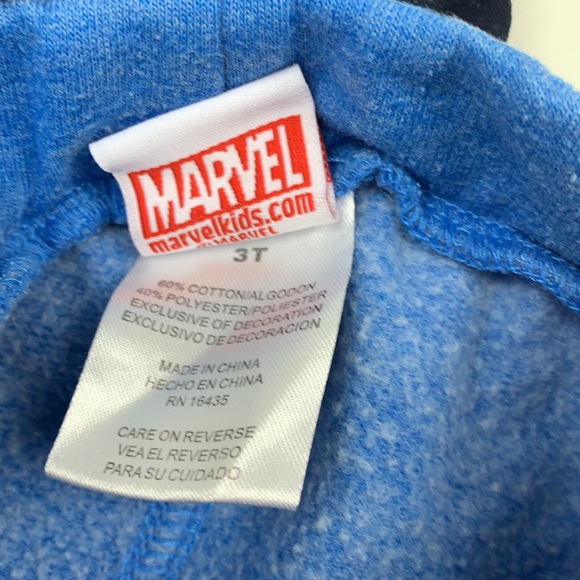 MARVEL
marvelkids.com
© MARVEL
3T
60% COTTON/ALGODON
40% POLYESTER/POLIESTER
EXCLUSIVE OF DECORATION
EXCLUSIVO DE DECORACION
MADE IN CHINA
HECHO EN CHINA
RN 16435
CARE ON REVERSE
VEA EL REVERSO
PARA SU CUIDADO